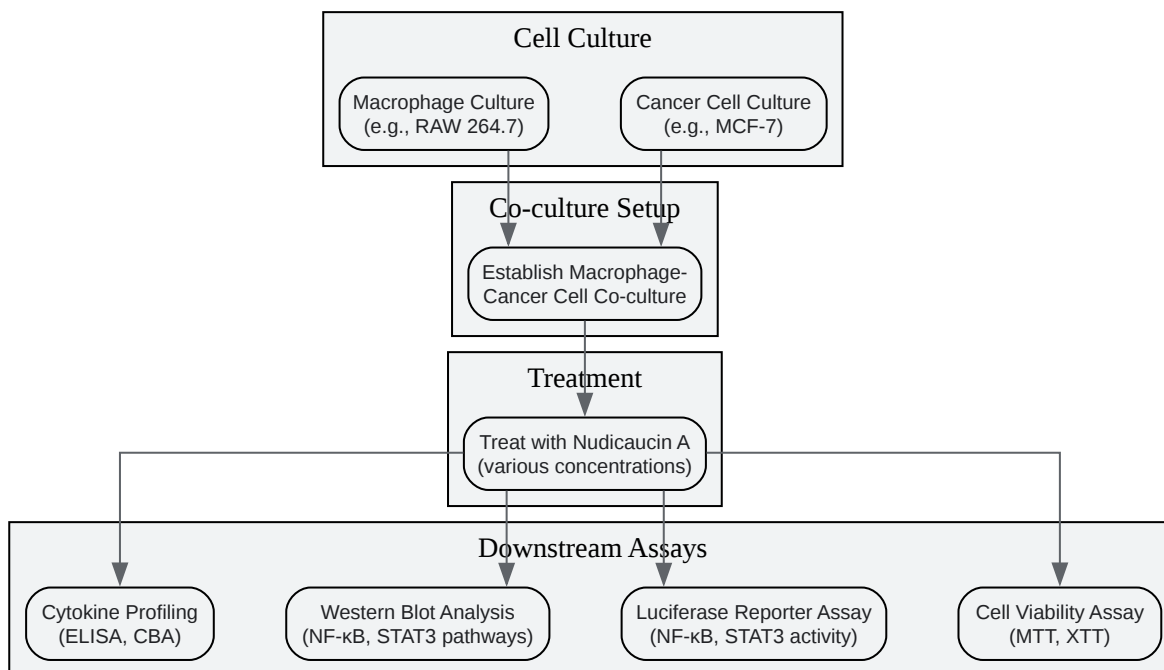 Cell Culture
Macrophage Culture
(e.g., RAW 264.7)
Cancer Cell Culture
(e.g., MCF-7)
Co-culture Setup
Establish Macrophage-
Cancer Cell Co-culture
Treatment
Treat with Nudicaucin A
(various concentrations)
Downstream Assays
Cytokine Profiling
(ELISA, CBA)
Western Blot Analysis
(NF-κB, STAT3 pathways)
Luciferase Reporter Assay
(NF-κB, STAT3 activity)
Cell Viability Assay
(MTT, XTT)